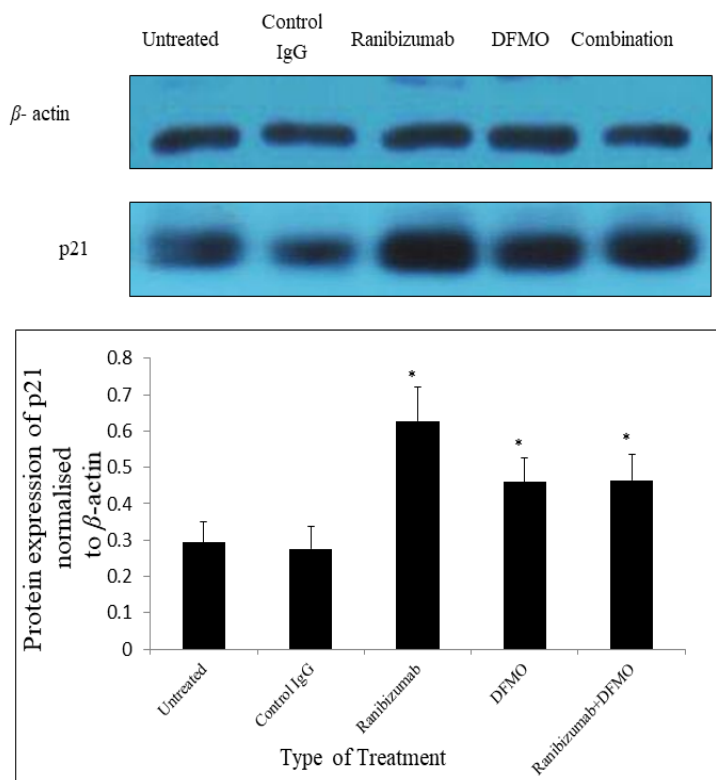 Untreated Control IgG Ranibizumab DFMO Combination
β- actin
p21
Protein expression of p21
normalised
to β-actin
0.8
0.7
0.6
0.5
0.4
0.3
0.2
0.1
0
*
*
*
Untreated
Control IgG
Ranibizumab
DFMO
Ranibizumab+DFMO
Type of Treatment